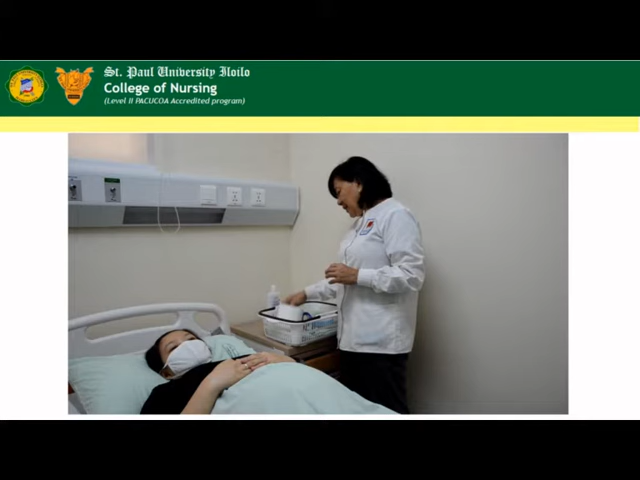 St. Paul University Iloilo
College of Nursing
(Level II PACUCOA Accredited program)